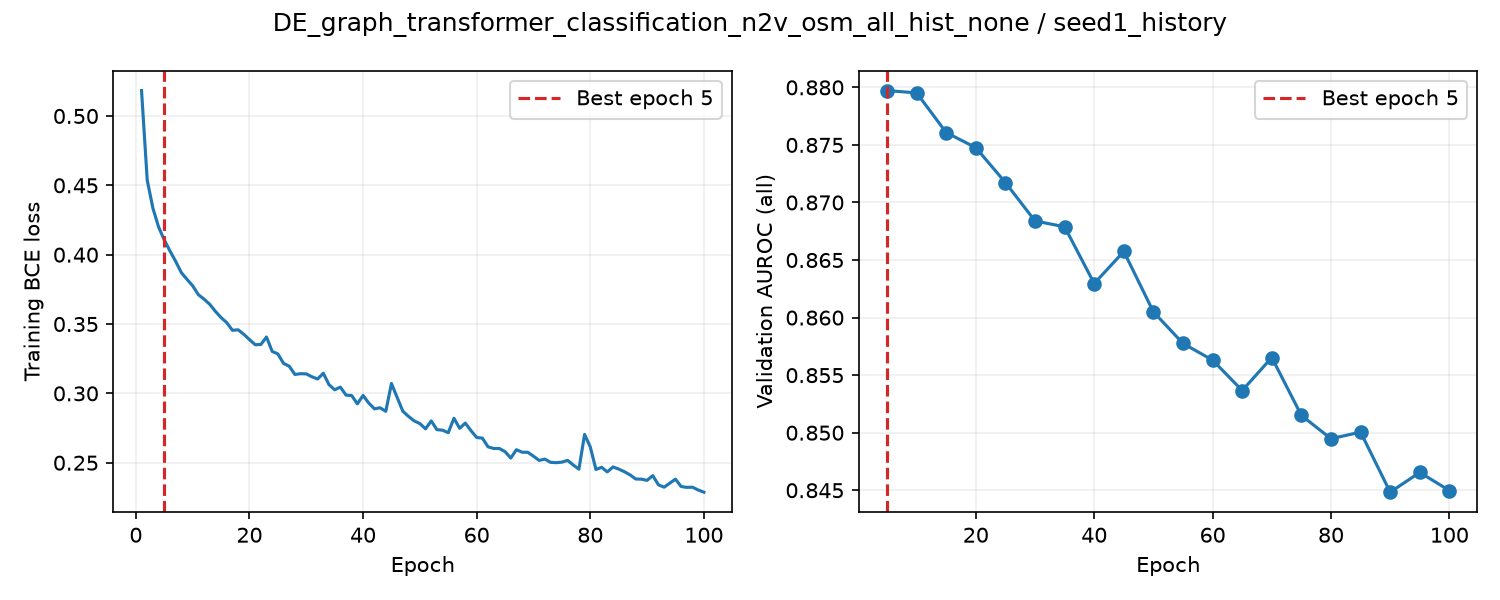 DE_graph_transformer_classification_n2v_osm_all_hist_none / seed1_history
Training BCE loss
0.50
0.45
0.40
0.35
0.30
0.25
Best epoch 5
0 20 40 60 80 100
Epoch
Validation AUROC (all)
0.880
0.875
0.870
0.865
0.860
0.855
0.850
0.845
Best epoch 5
20 40 60 80 100
Epoch